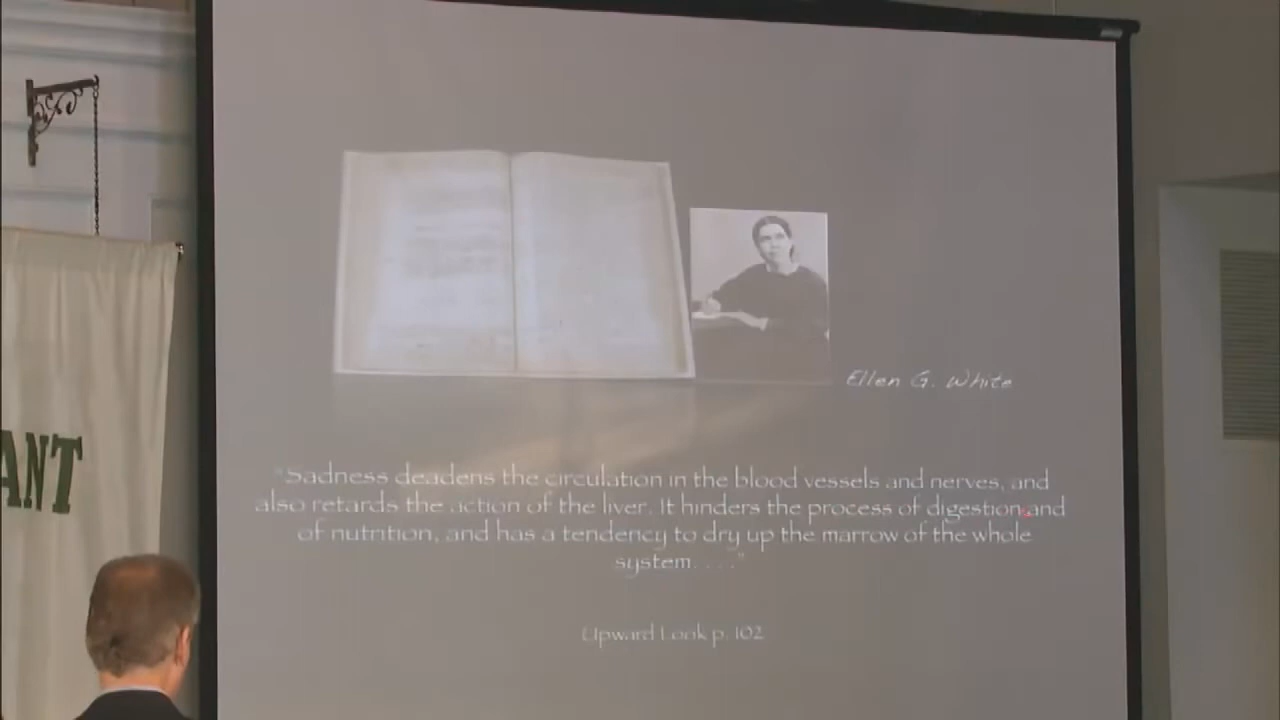 Ellen G. White
ANT
"Sadness deadens the circulation in the blood vessels and nerves, and
also retards the action of the liver. It hinders the process of digestion and
of nutrition, and has a tendency to dry up the marrow of the whole
system. . . ."
Upward Look p. 102